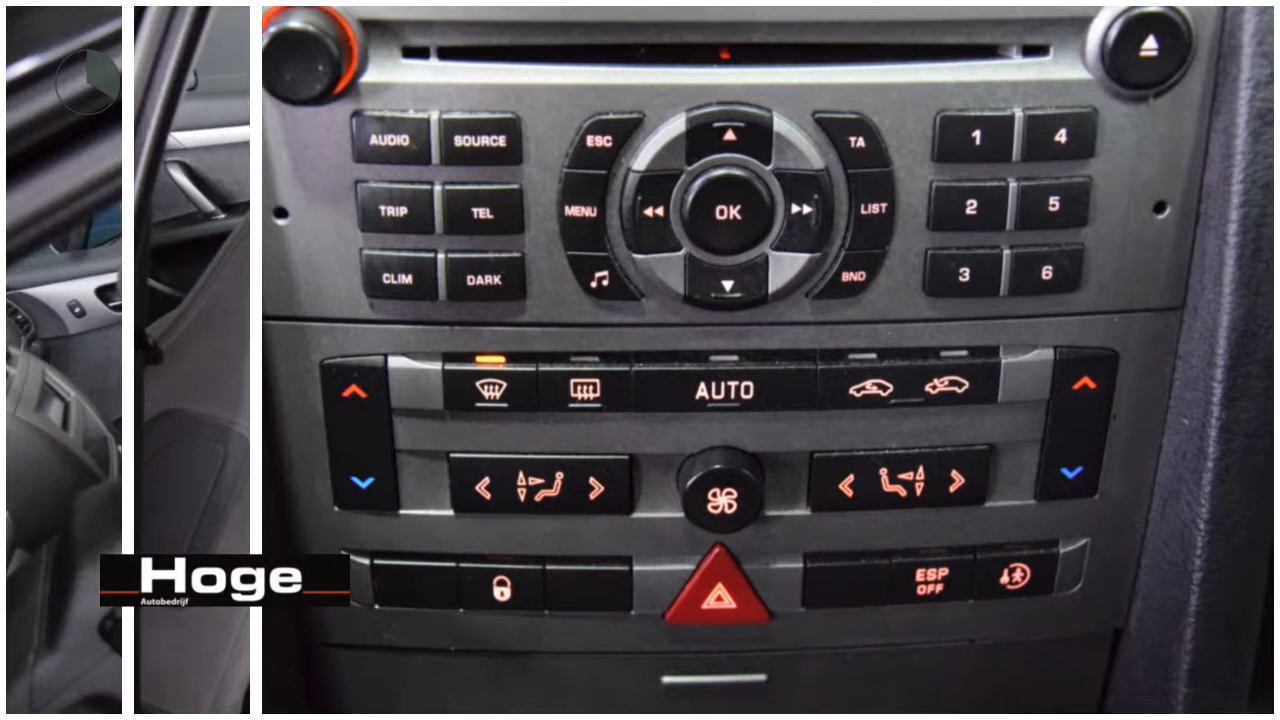 AUDIO SOURCE ESC TA 1 4
TRIP TEL MENU OK LIST 2 5
CLIM DARK BND 3 6
AUTO
ESP
OFF
Hoge
Autobedrijf